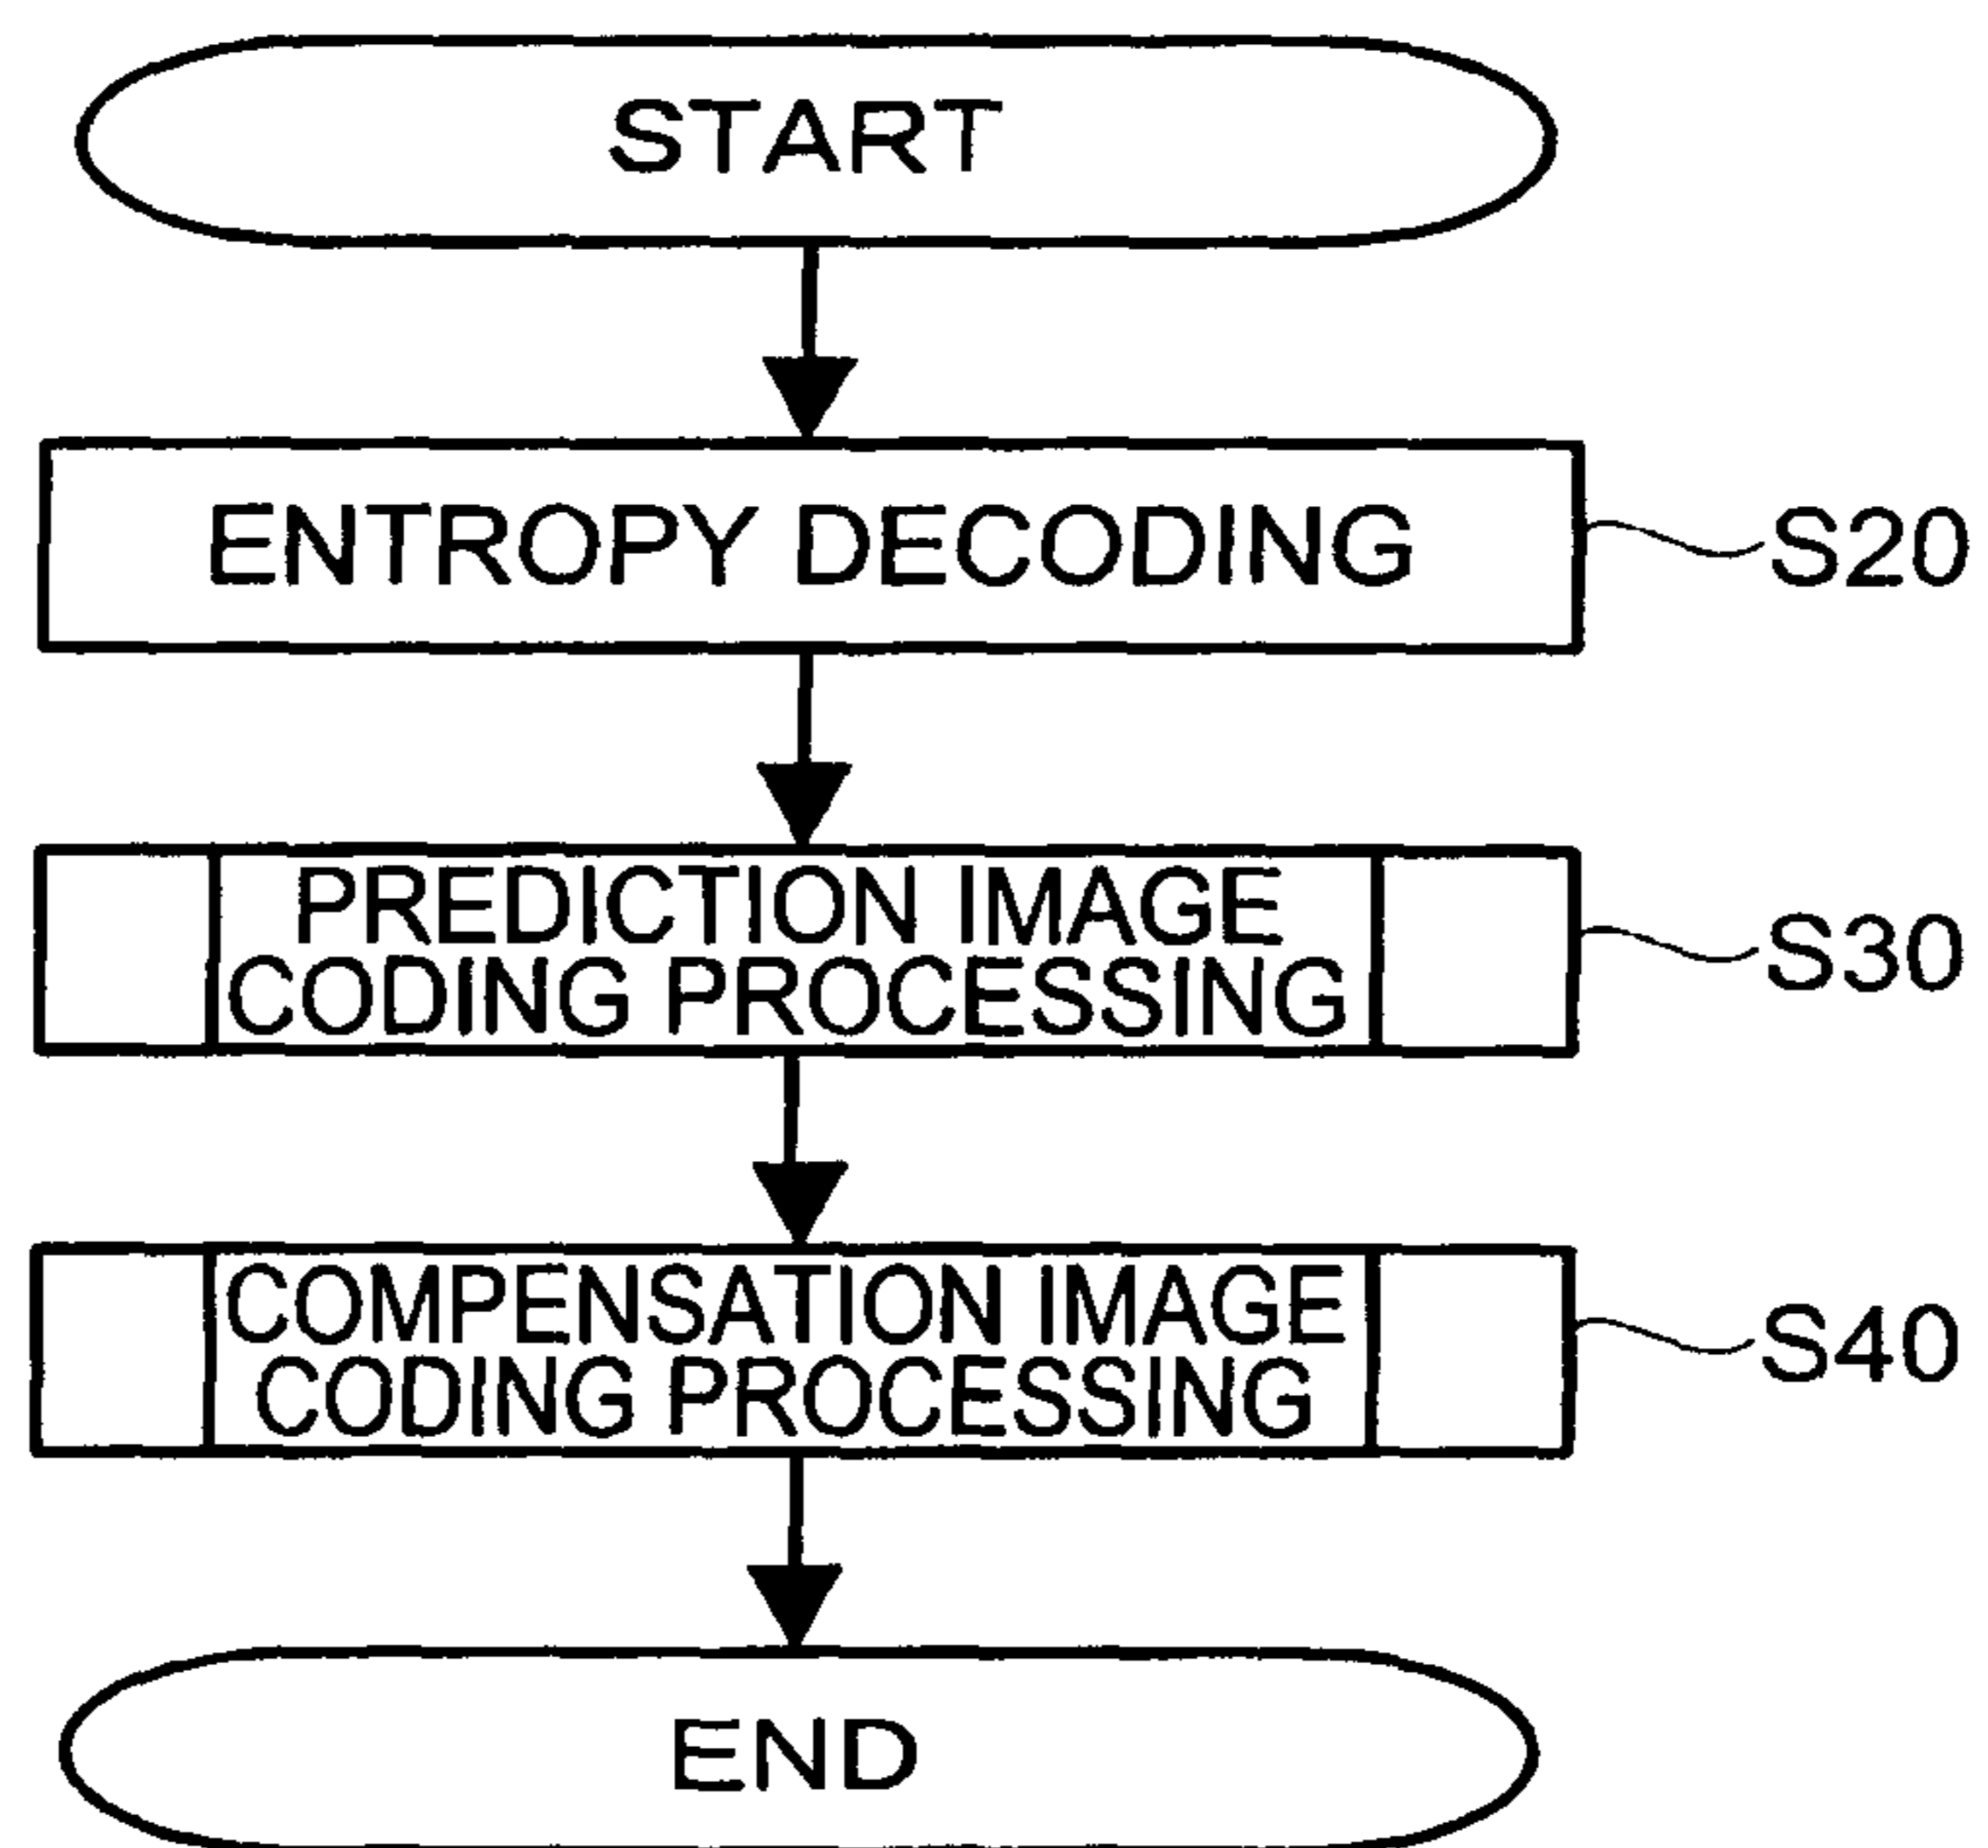 START
ENTROPY DECODING
S20
PREDICTION IMAGE
CODING PROCESSING
S30
COMPENSATION IMAGE
CODING PROCESSING
S40
END